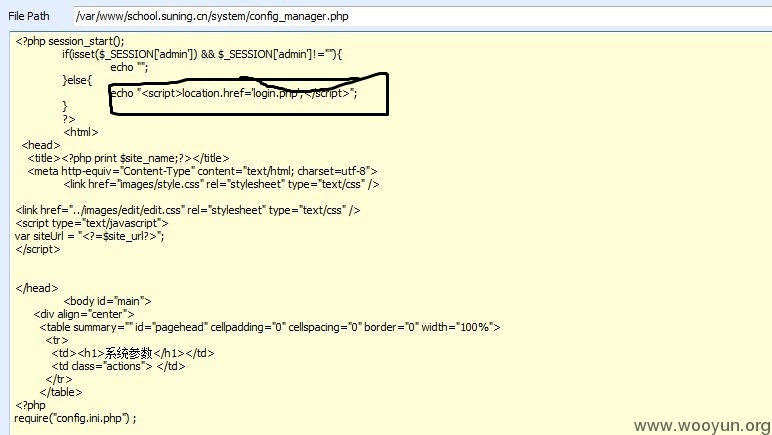 File Path /var/www/school.suning.cn/system/config_manager.php
<?php session_start();
if(isset($_SESSION['admin']) && $_SESSION['admin']!=""){
echo "";
}else{
echo "<script>location.href='login.php';</script>";
}
?>
<html>
<head>
<title><?php print $site_name;?></title>
<meta http-equiv="Content-Type" content="text/html; charset=utf-8">
<link href="images/style.css" rel="stylesheet" type="text/css" />
<link href="../images/edit/edit.css" rel="stylesheet" type="text/css" />
<script type="text/javascript">
var siteUrl = "<?=$site_url?>";
</script>
</head>
<body id="main">
<div align="center">
<table summary="" id="pagehead" cellpadding="0" cellspacing="0" border="0" width="100%">
<tr>
<td><h1>系统参数</h1></td>
<td class="actions"> </td>
</tr>
</table>
<?php
require("config.ini.php") ;
www.wooyun.org